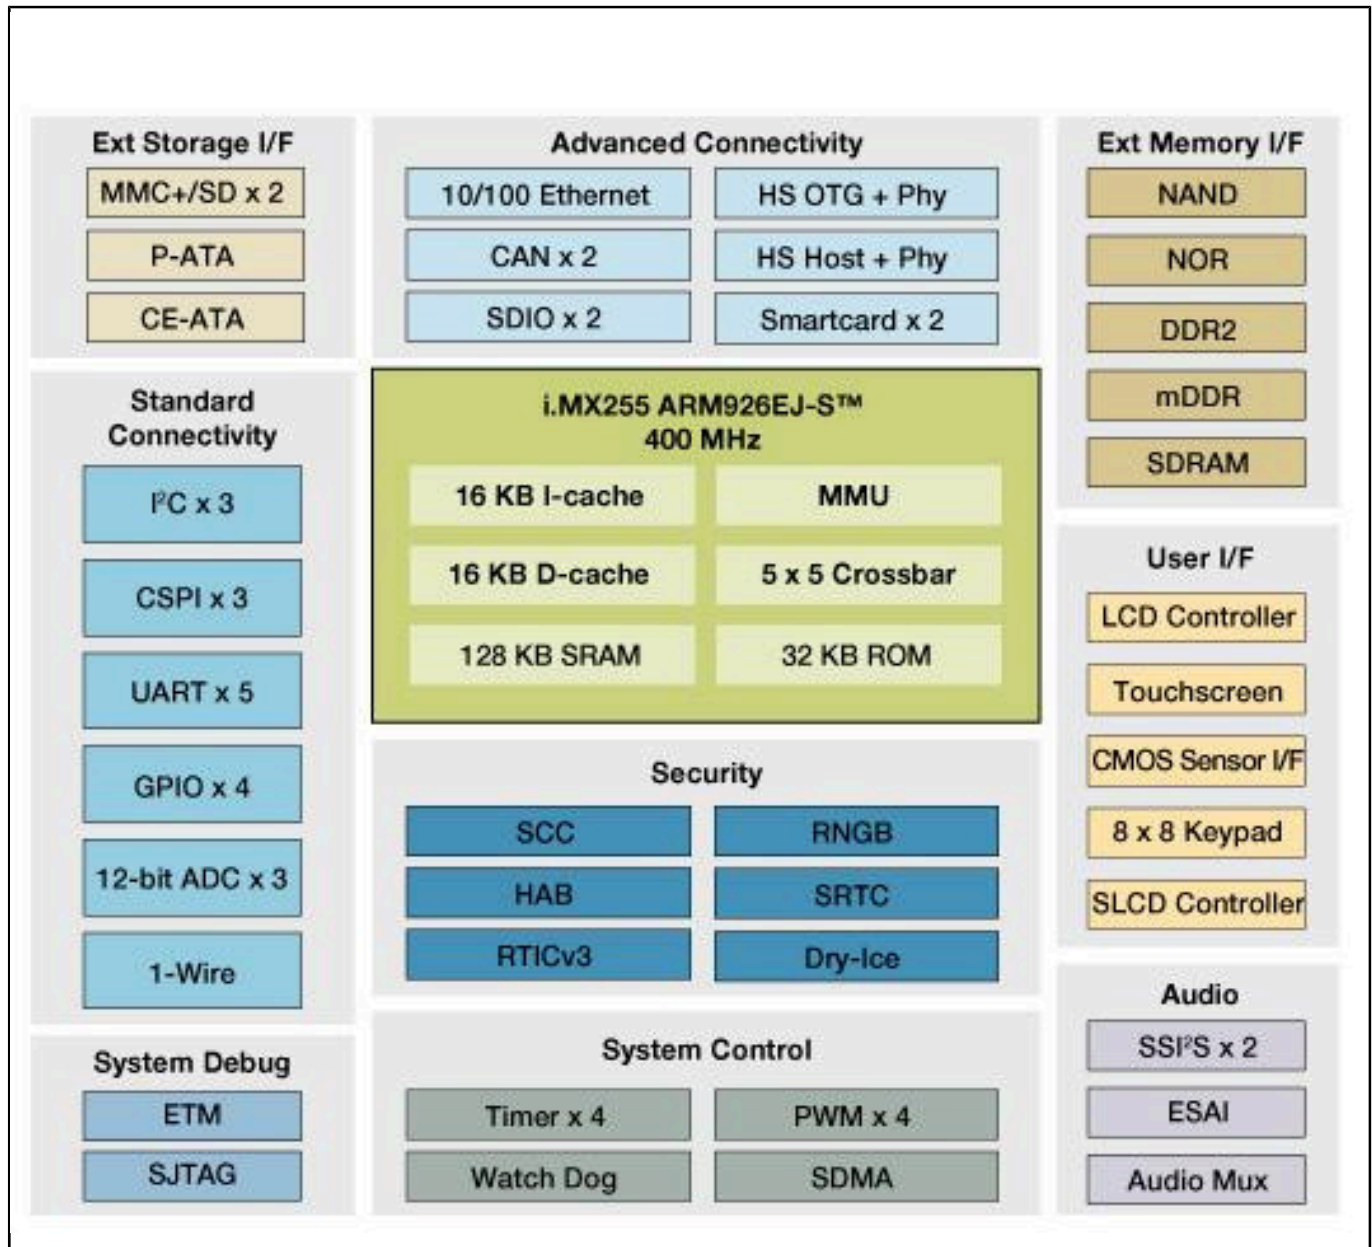 Ext Storage I/F
MMC+/SD x 2
P-ATA
CE-ATA
Advanced Connectivity
10/100 Ethernet
HS OTG + Phy
CAN x 2
HS Host + Phy
SDIO x 2
Smartcard x 2
Ext Memory I/F
NAND
NOR
DDR2
mDDR
SDRAM
Standard
Connectivity
I²C x 3
CSPI x 3
UART x 5
GPIO x 4
12-bit ADC x 3
1-Wire
i.MX255 ARM926EJ-S™
400 MHz
16 KB I-cache
MMU
16 KB D-cache
5 x 5 Crossbar
128 KB SRAM
32 KB ROM
User I/F
LCD Controller
Touchscreen
CMOS Sensor I/F
8 x 8 Keypad
SLCD Controller
Security
SCC
RNGB
HAB
SRTC
RTICv3
Dry-Ice
System Debug
ETM
SJTAG
System Control
Timer x 4
PWM x 4
Watch Dog
SDMA
Audio
SSI²S x 2
ESAI
Audio Mux